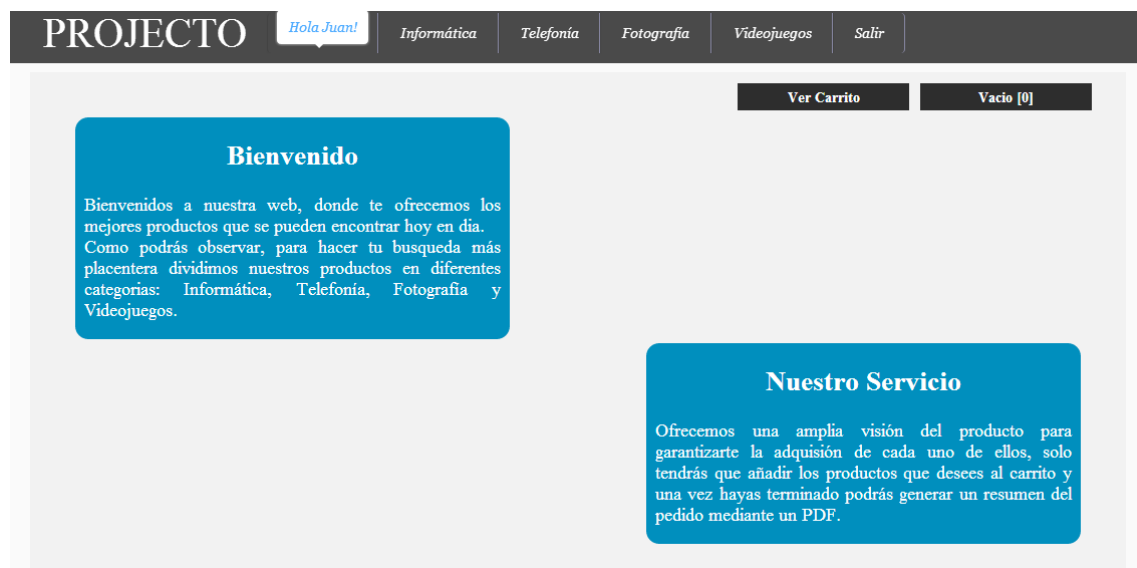 PROJECTO
Hola Juan!
Informática
Telefonía
Fotografía
Videojuegos
Salir
Ver Carrito
Vacio [0]
Bienvenido
Bienvenidos a nuestra web, donde te ofrecemos los
mejores productos que se pueden encontrar hoy en dia.
Como podrás observar, para hacer tu busqueda más
placentera dividimos nuestros productos en diferentes
categorias: Informática, Telefonía, Fotografía y
Videojuegos.
Nuestro Servicio
Ofrecemos una amplia visión del producto para
garantizarte la adquisión de cada uno de ellos, solo
tendrás que añadir los productos que desees al carrito y
una vez hayas terminado podrás generar un resumen del
pedido mediante un PDF.